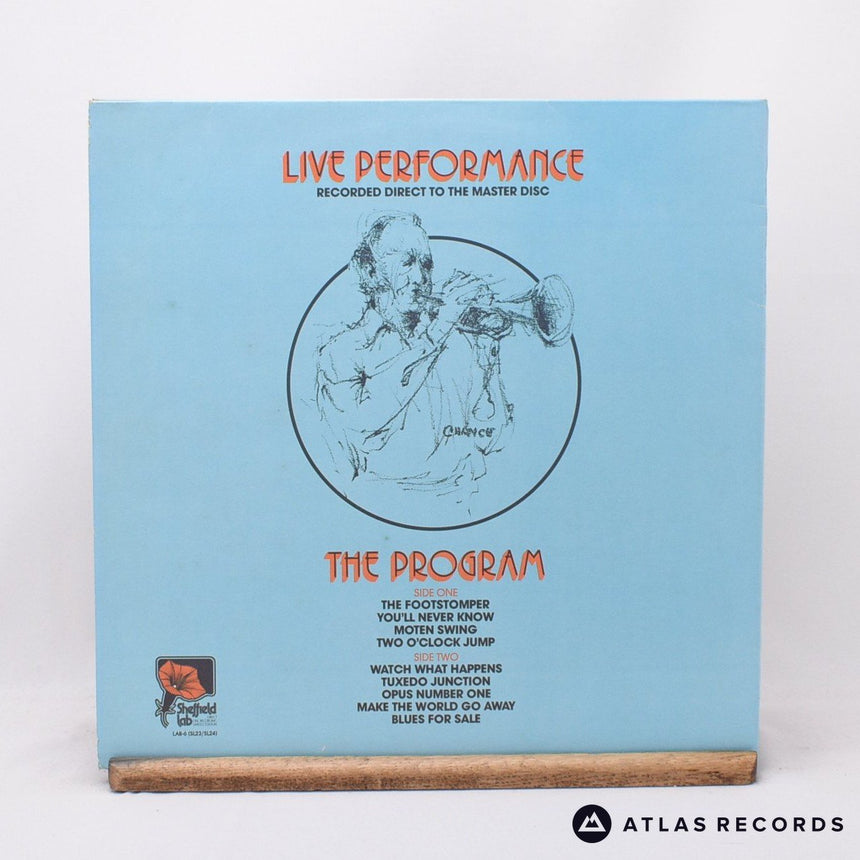 LIVE PERFORMANCE
RECORDED DIRECT TO THE MASTER DISC
CHANCE
THE PROGRAM
SIDE ONE
THE FOOTSTOMPER
YOU'LL NEVER KNOW
MOTEN SWING
TWO O'CLOCK JUMP
SIDE TWO
WATCH WHAT HAPPENS
TUXEDO JUNCTION
OPUS NUMBER ONE
MAKE THE WORLD GO AWAY
BLUES FOR SALE
Sheffield
Lab
LAB-6 (SL23/SL24)
ATLAS RECORDS